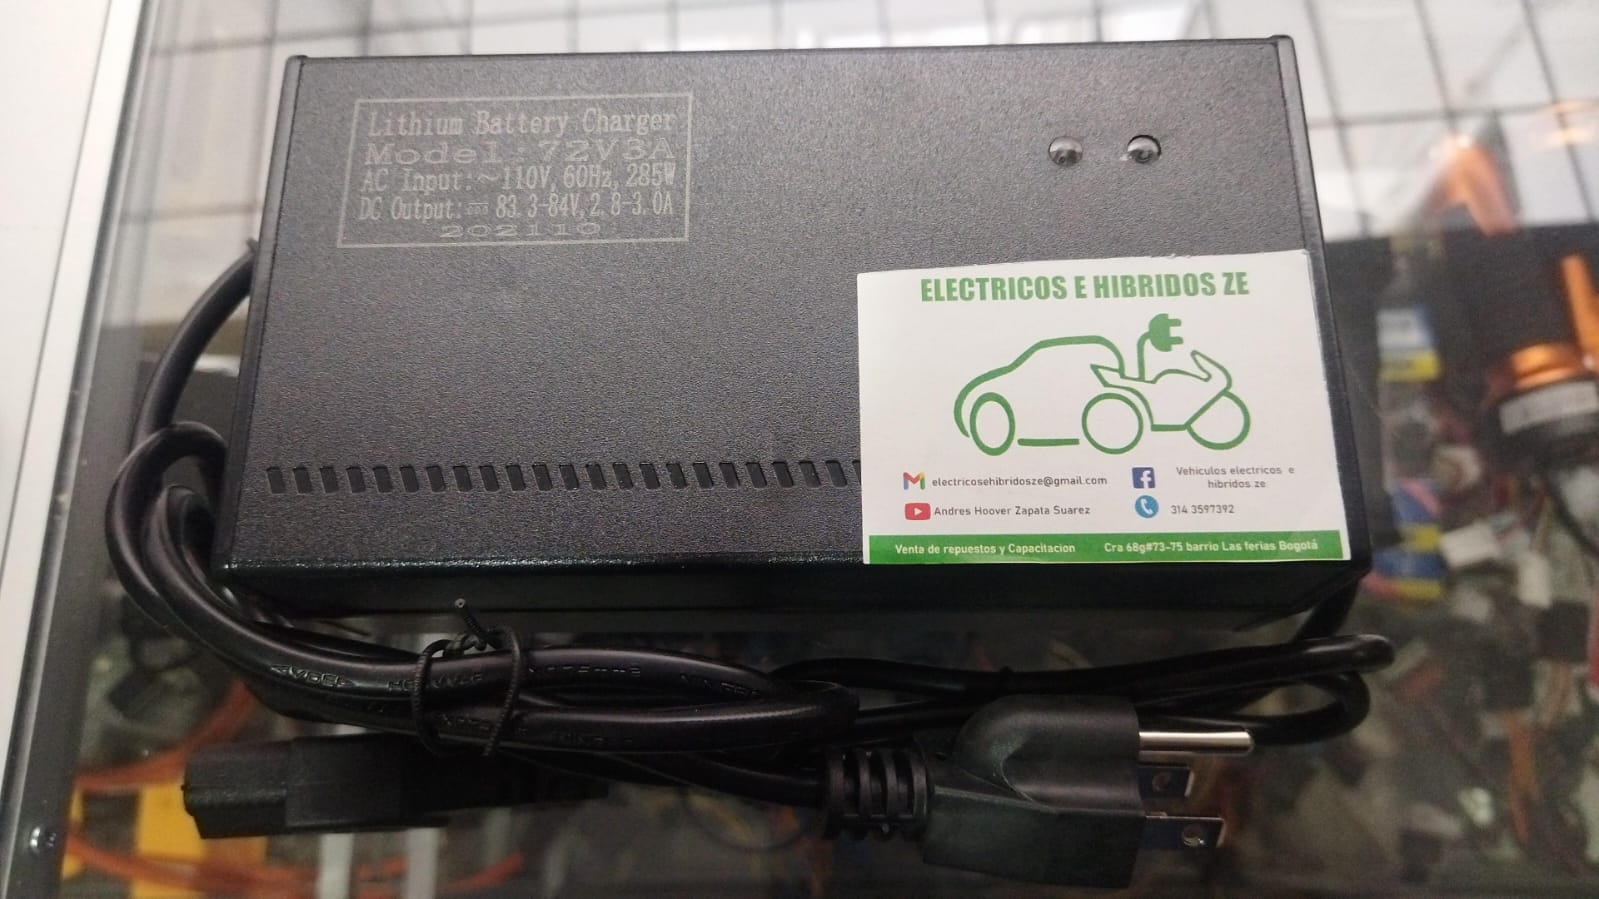 Lithium Battery Charger
Model: 72V3A
AC Input:~110V, 60Hz, 285W
DC Output:⎓83.3-84V, 2.8-3.0A
202110
ELECTRICOS E HIBRIDOS ZE
electricosehibridosze@gmail.com
Vehiculos electricos e
hibridos ze
Andres Hoover Zapata Suarez
314 3597392
Venta de repuestos y Capacitacion
Cra 68g#73-75 barrio Las ferias Bogotá